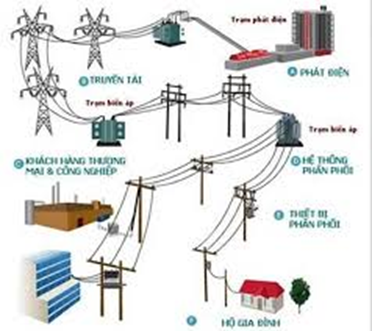 Trạm phát điện
A PHÁT ĐIỆN
B TRUYỀN TẢI
Trạm biến áp
Trạm biến áp
C KHÁCH HÀNG THƯƠNG
MẠI & CÔNG NGHIỆP
D HỆ THỐNG
PHÂN PHỐI
E THIẾT BỊ
PHÂN PHỐI
F HỘ GIA ĐÌNH